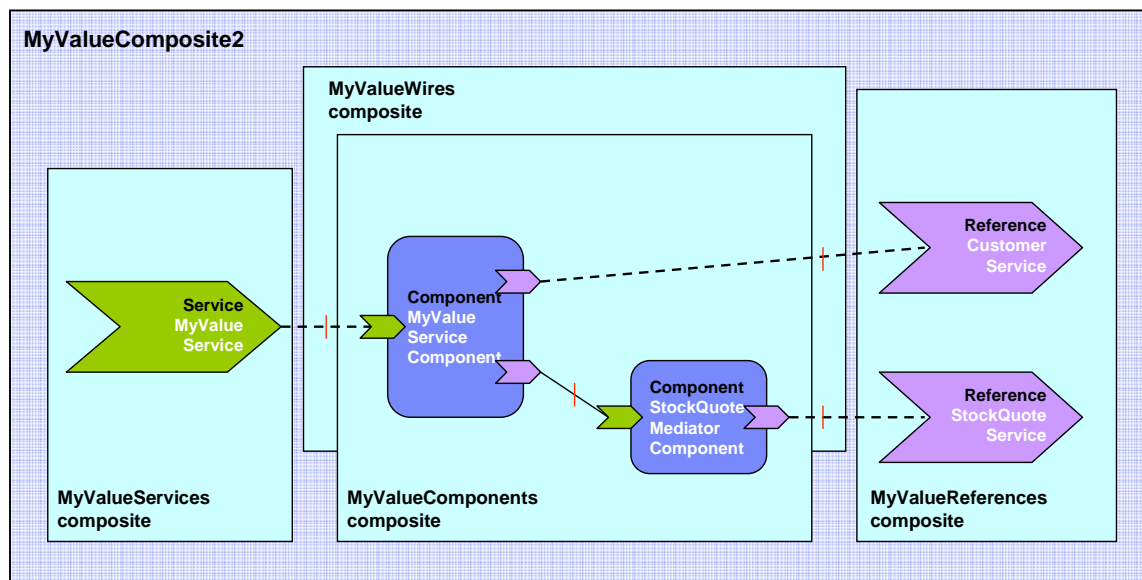 MyValueComposite2
MyValueWires
composite
Service
MyValue
Service
Component
MyValue
Service
Component
Component
StockQuote
Mediator
Component
Reference
Customer
Service
Reference
StockQuote
Service
MyValueServices
composite
MyValueComponents
composite
MyValueReferences
composite